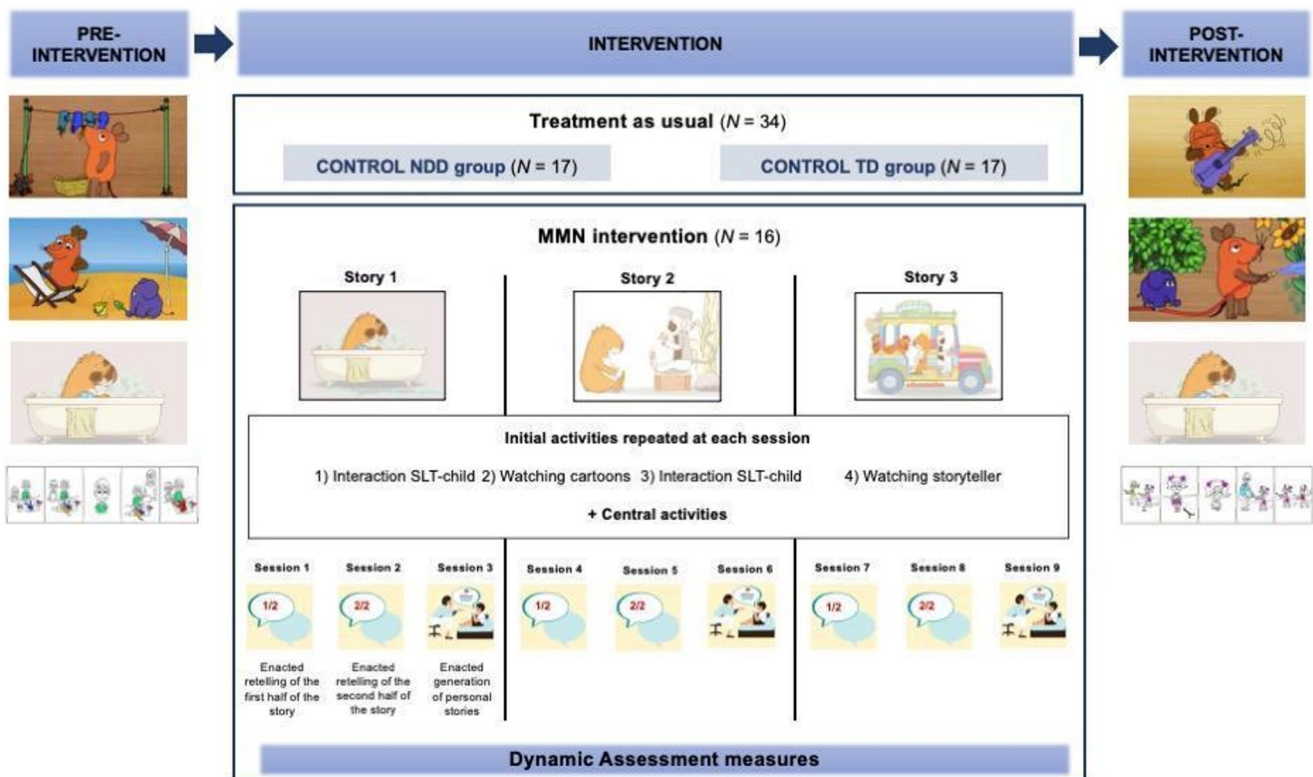 PRE-
INTERVENTION
INTERVENTION
POST-
INTERVENTION
Treatment as usual (N = 34)
CONTROL NDD group (N = 17)
CONTROL TD group (N = 17)
MMN intervention (N = 16)
Story 1
Story 2
Story 3
Initial activities repeated at each session
1) Interaction SLT-child 2) Watching cartoons 3) Interaction SLT-child 4) Watching storyteller
+ Central activities
Session 1
Session 2
Session 3
Session 4
Session 5
Session 6
Session 7
Session 8
Session 9
1/2
2/2
1/2
2/2
1/2
2/2
Enacted
retelling of the
first half of the
story
Enacted
retelling of the
second half of
the story
Enacted
generation
of personal
stories
Dynamic Assessment measures